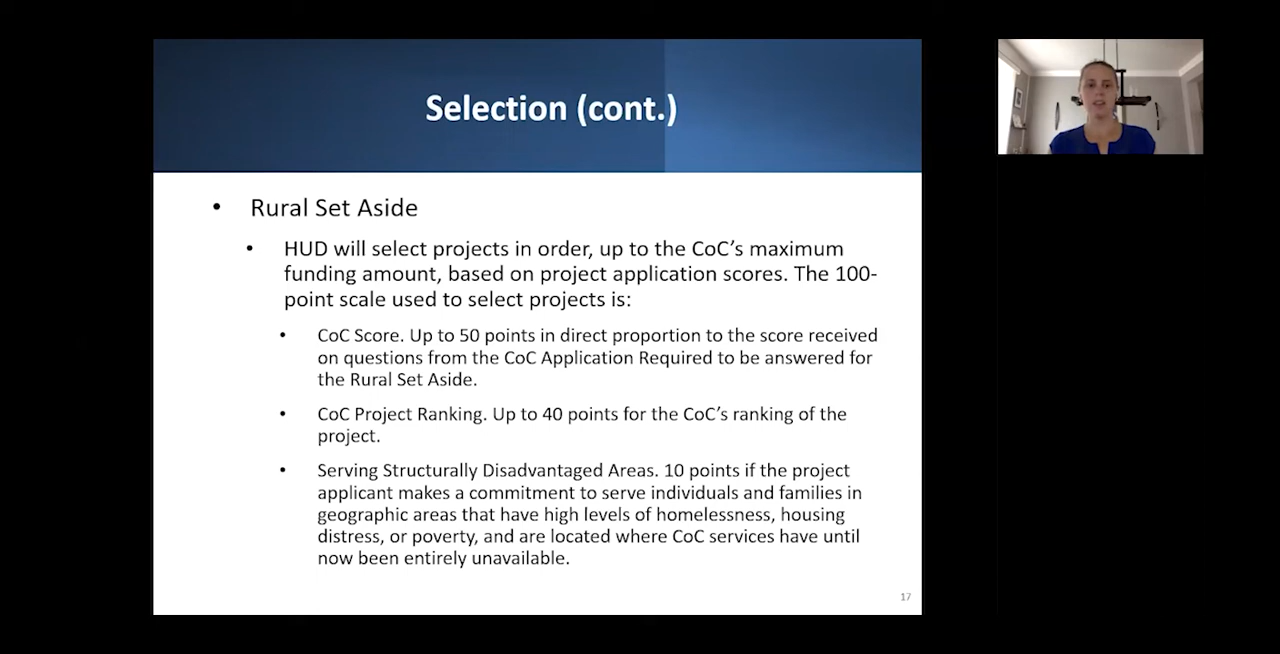 Selection (cont.)
• Rural Set Aside
• HUD will select projects in order, up to the CoC’s maximum
funding amount, based on project application scores. The 100-
point scale used to select projects is:
• CoC Score. Up to 50 points in direct proportion to the score received
on questions from the CoC Application Required to be answered for
the Rural Set Aside.
• CoC Project Ranking. Up to 40 points for the CoC’s ranking of the
project.
• Serving Structurally Disadvantaged Areas. 10 points if the project
applicant makes a commitment to serve individuals and families in
geographic areas that have high levels of homelessness, housing
distress, or poverty, and are located where CoC services have until
now been entirely unavailable.
17